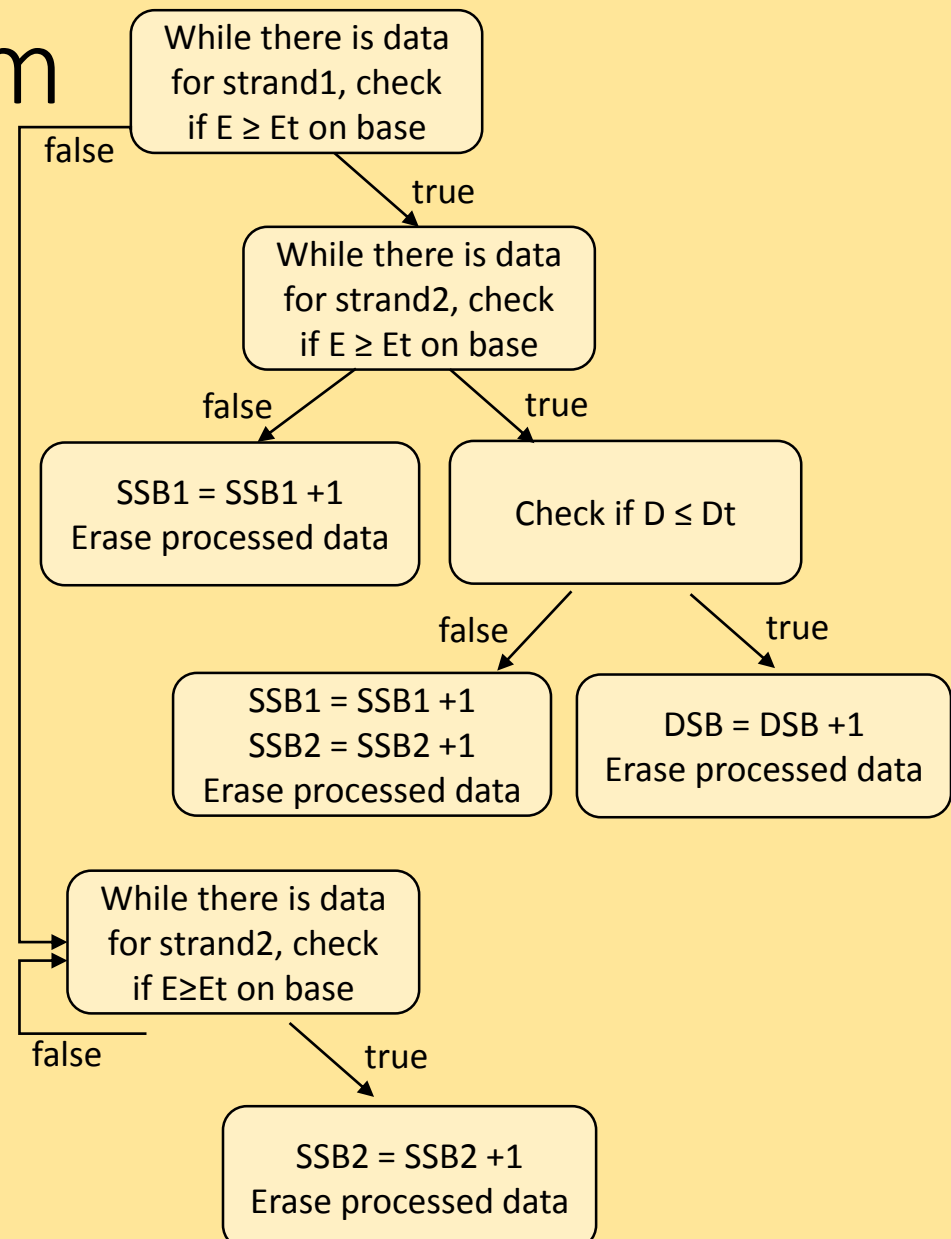 m
While there is data
for strand1, check
if E ≥ Et on base
false
true
While there is data
for strand2, check
if E ≥ Et on base
false
true
SSB1 = SSB1 +1
Erase processed data
Check if D ≤ Dt
false
true
SSB1 = SSB1 +1
SSB2 = SSB2 +1
Erase processed data
DSB = DSB +1
Erase processed data
While there is data
for strand2, check
if E≥Et on base
false
true
SSB2 = SSB2 +1
Erase processed data